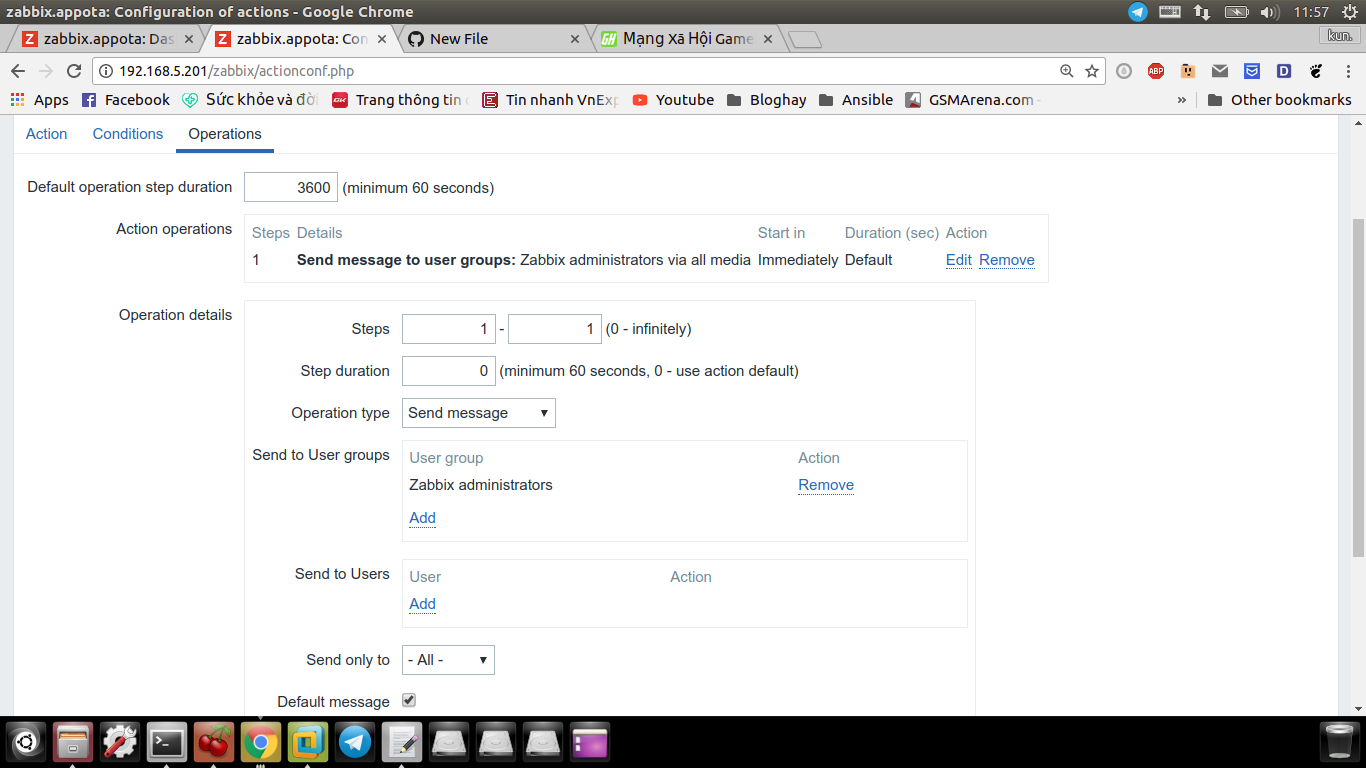 zabbix.appota: Configuration of actions - Google Chrome 11:57
zabbix.appota: Das zabbix.appota: Con New File Mạng Xã Hội Game kun.
192.168.5.201/zabbix/actionconf.php ABP
Apps Facebook Sức khỏe và đời Trang thông tin Tin nhanh VnExp Youtube Bloghay Ansible GSMArena.com - » Other bookmarks
Action Conditions Operations
Default operation step duration 3600 (minimum 60 seconds)
Action operations
Steps Details Start in Duration (sec) Action
1 Send message to user groups: Zabbix administrators via all media Immediately Default Edit Remove
Operation details
Steps 1 - 1 (0 - infinitely)
Step duration 0 (minimum 60 seconds, 0 - use action default)
Operation type Send message
Send to User groups
User group Action
Zabbix administrators Remove
Add
Send to Users
User Action
Add
Send only to - All -
Default message